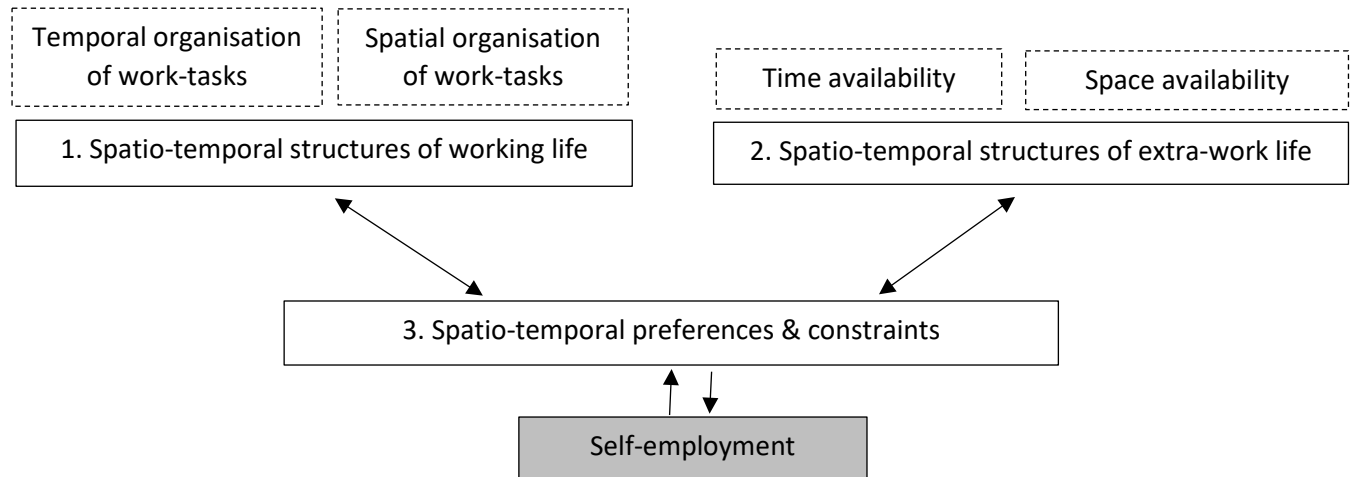 Temporal organisation
of work-tasks
Spatial organisation
of work-tasks
Time availability
Space availability
1. Spatio-temporal structures of working life
2. Spatio-temporal structures of extra-work life
3. Spatio-temporal preferences & constraints
Self-employment